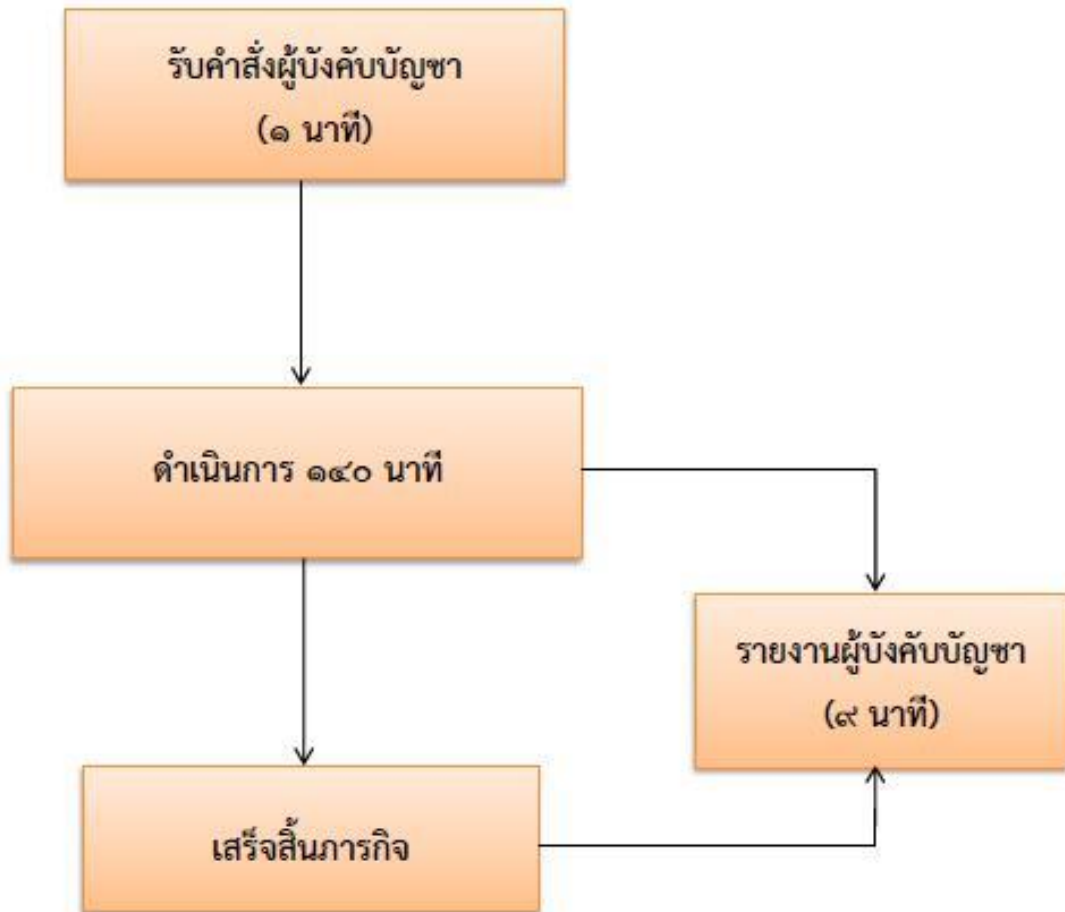 รับคำสั่งผู้บังคับบัญชา
(๑ นาที)
ดำเนินการ ๑๔๐ นาที
รายงานผู้บังคับบัญชา
(๙ นาที)
เสร็จสิ้นภารกิจ